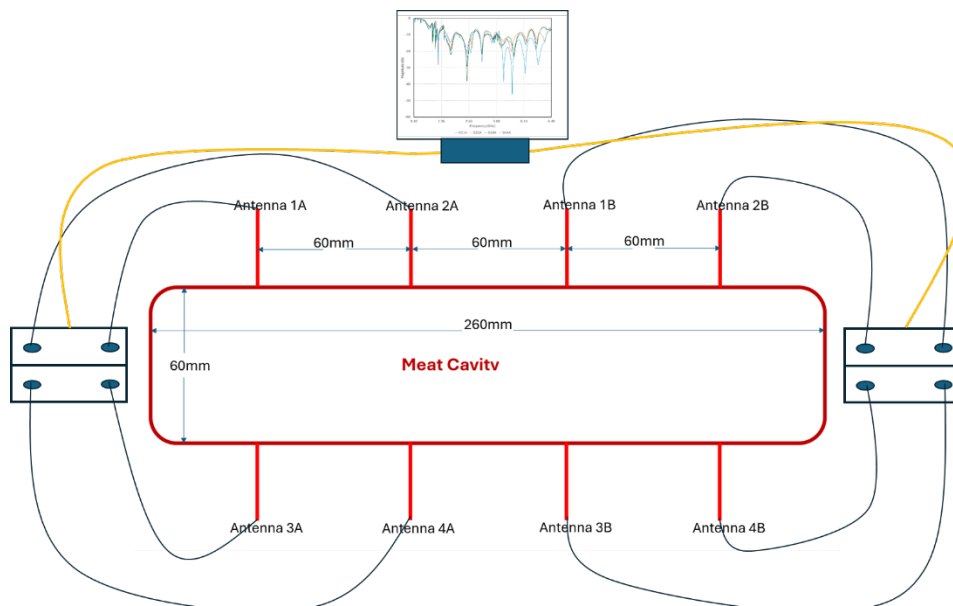 Antenna 1A
Antenna 2A
Antenna 1B
Antenna 2B
60mm
60mm
60mm
260mm
60mm
Meat Cavitv
Antenna 3A
Antenna 4A
Antenna 3B
Antenna 4B